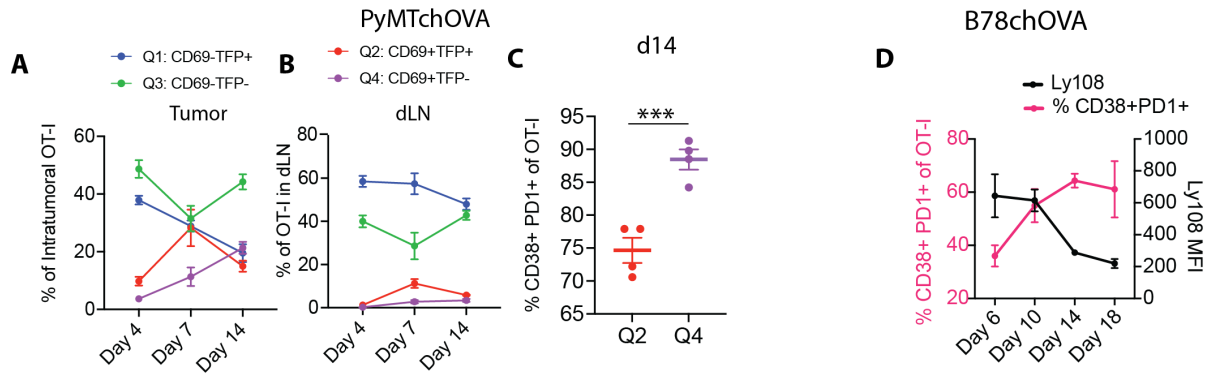 PyMTchOVA
B78chOVA
A
Q1: CD69-TFP+
Q3: CD69-TFP-
Tumor
% of Intratumoral OT-I
60
40
20
0
Day 4
Day 7
Day 14
B
Q2: CD69+TFP+
Q4: CD69+TFP-
dLN
% of OT-I in dLN
80
60
40
20
0
Day 4
Day 7
Day 14
C
d14
% CD38+ PD1+ of OT-I
95
90
85
80
75
70
65
***
Q2
Q4
D
Ly108
% CD38+PD1+
% CD38+ PD1+ of OT-I
80
60
40
20
1000
800
600
400
200
0
Ly108 MFI
Day 6
Day 10
Day 14
Day 18